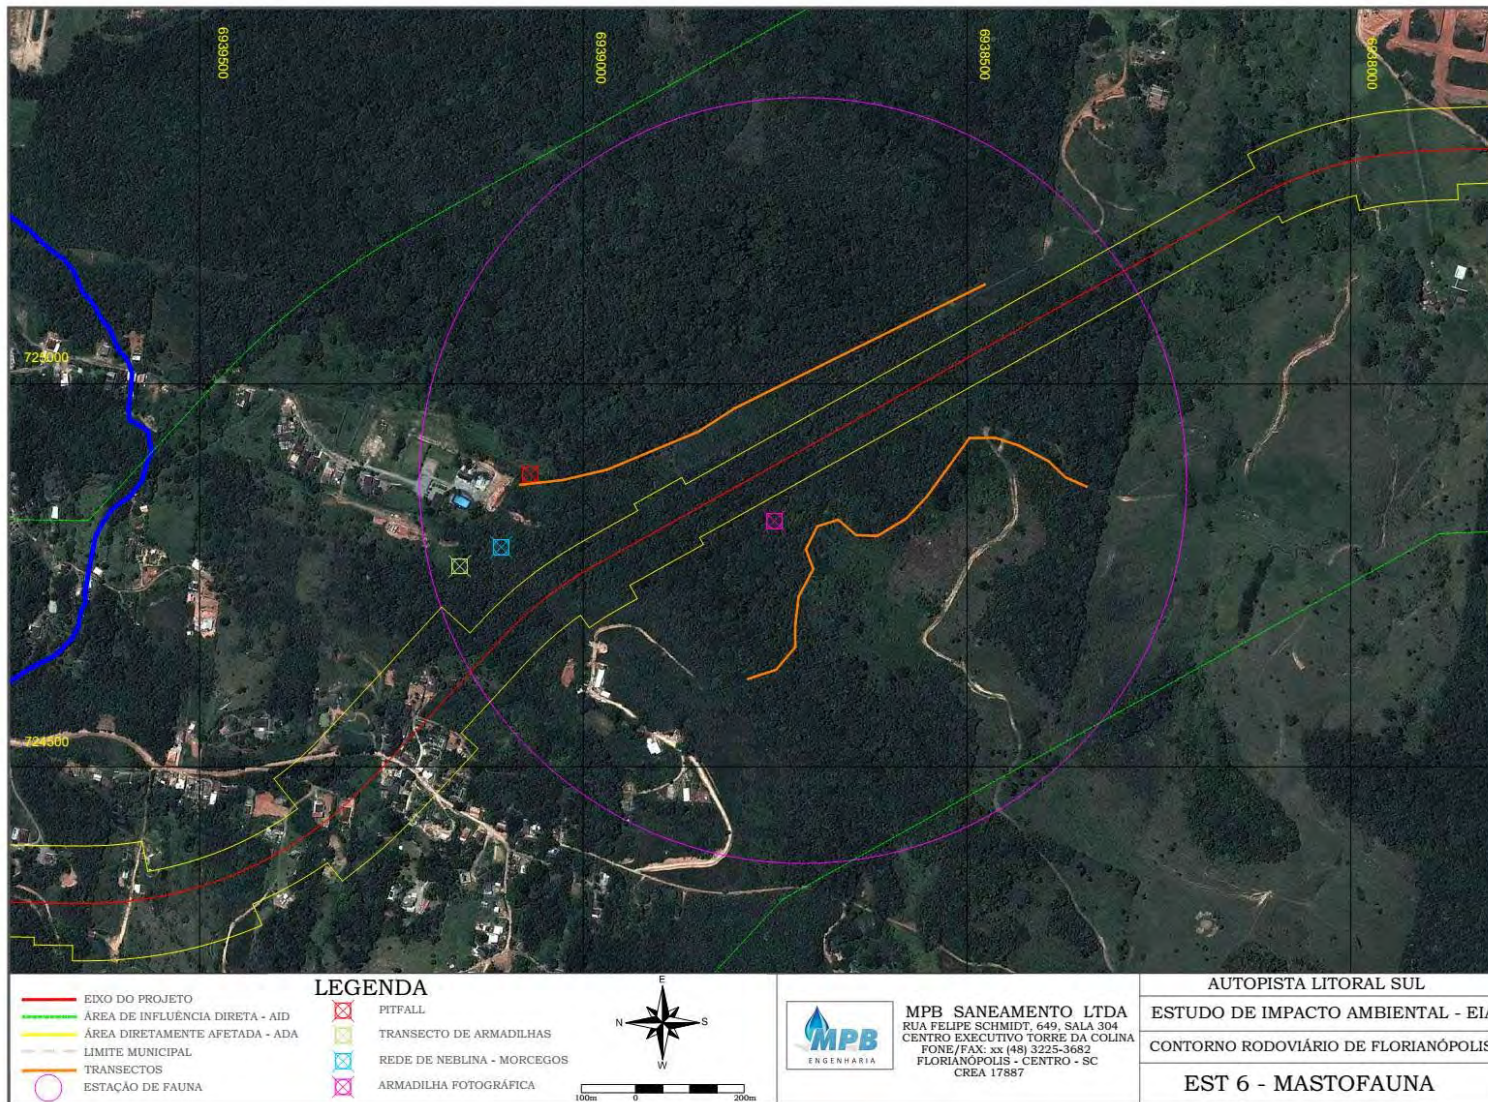 6939500
6939000
6938500
6938000
725000
724500
LEGENDA
EIXO DO PROJETO
ÁREA DE INFLUÊNCIA DIRETA - AID
ÁREA DIRETAMENTE AFETADA - ADA
LIMITE MUNICIPAL
TRANSECTOS
ESTAÇÃO DE FAUNA
PITFALL
TRANSECTO DE ARMADILHAS
REDE DE NEBLINA - MORCEGOS
ARMADILHA FOTOGRÁFICA
E
N
S
W
100m 0 200m
MPB
ENGENHARIA
MPB SANEAMENTO LTDA
RUA FELIPE SCHMIDT, 649, SALA 304
CENTRO EXECUTIVO TORRE DA COLINA
FONE/FAX: xx (48) 3225-3682
FLORIANÓPOLIS - CENTRO - SC
CREA 17887
AUTOPISTA LITORAL SUL
ESTUDO DE IMPACTO AMBIENTAL - EIA
CONTORNO RODOVIÁRIO DE FLORIANÓPOLIS
EST 6 - MASTOFAUNA